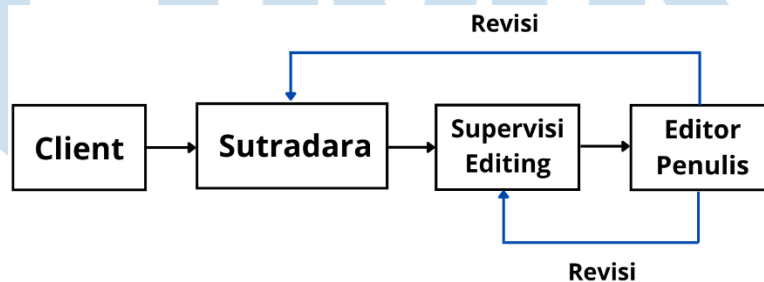 Revisi
Client
Sutradara
Supervisi
Editing
Editor
Penulis
Revisi